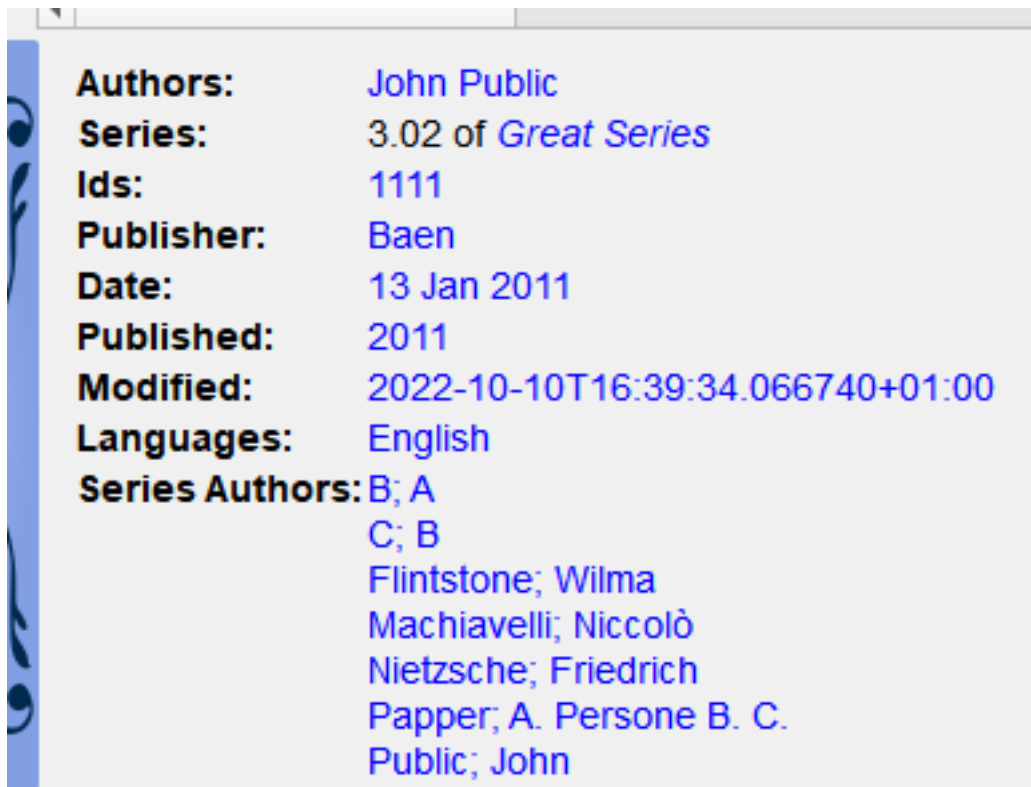 Authors: John Public
Series: 3.02 of Great Series
Ids: 1111
Publisher: Baen
Date: 13 Jan 2011
Published: 2011
Modified: 2022-10-10T16:39:34.066740+01:00
Languages: English
Series Authors: B; A
C; B
Flintstone; Wilma
Machiavelli; Niccolò
Nietzsche; Friedrich
Papper; A. Persone B. C.
Public; John